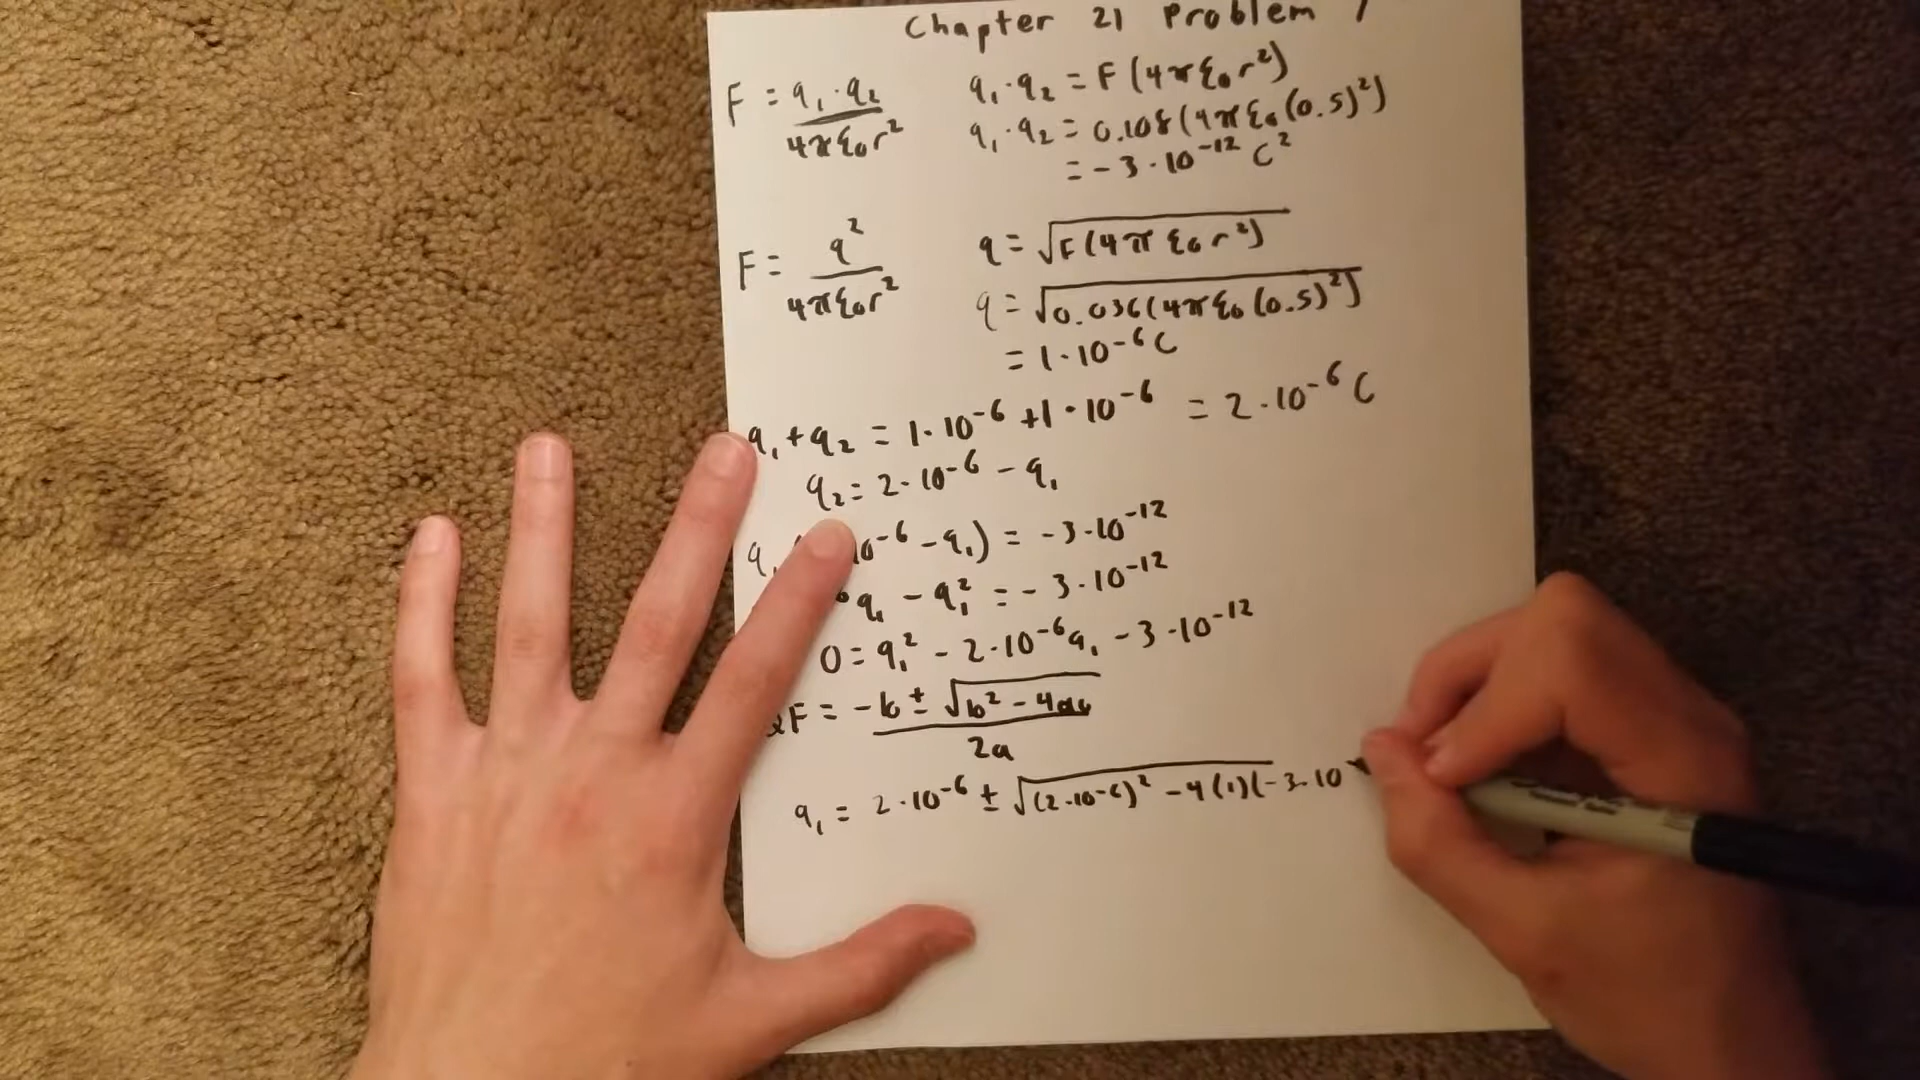 Chapter 21 Problem
F = q₁·q₂ / 4πε₀r²
q₁·q₂ = F(4πε₀r²)
q₁·q₂ = 0.108(4πε₀(0.5)²)
= -3·10⁻¹² C²
F = q² / 4πε₀r²
q = √F(4πε₀r²)
q = √0.036(4πε₀(0.5)²)
= 1·10⁻⁶ C
q₁ + q₂ = 1·10⁻⁶ + 1·10⁻⁶ = 2·10⁻⁶ C
q₂ = 2·10⁻⁶ - q₁
q₁ 10⁻⁶ - q₁) = -3·10⁻¹²
q₁ - q₁² = -3·10⁻¹²
0 = q₁² - 2·10⁻⁶q₁ - 3·10⁻¹²
QF = -b ± √b² - 4ac / 2a
q₁ = 2·10⁻⁶ ± √(2·10⁻⁶)² - 4(1)(-3·10